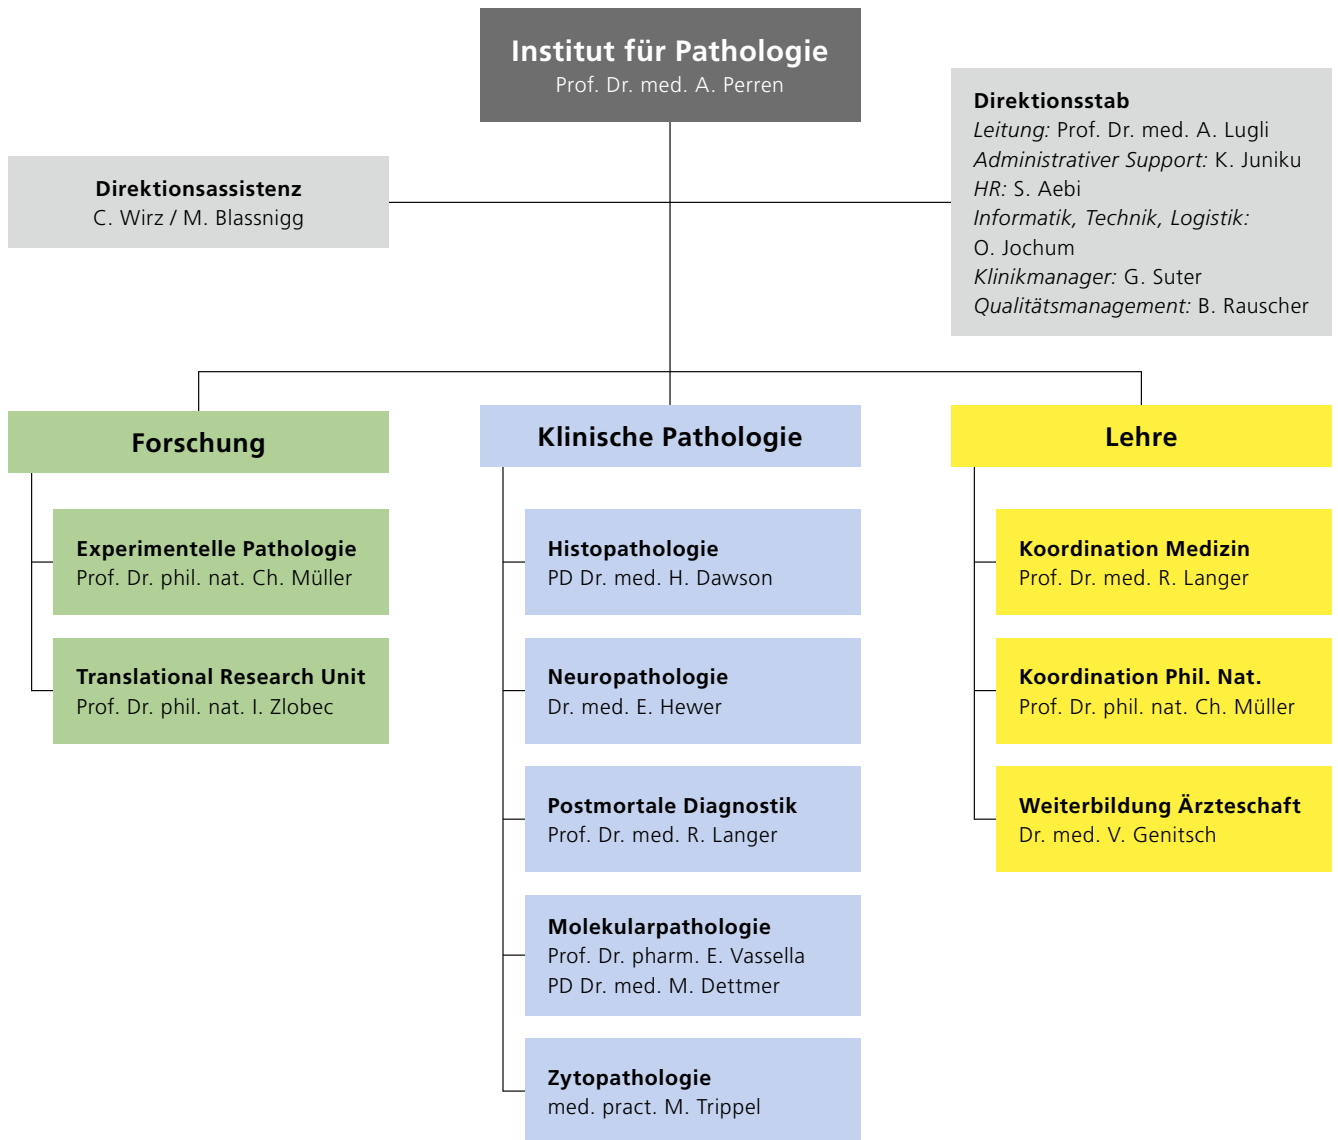 Institut für Pathologie
Prof. Dr. med. A. Perren
Direktionsstab
Leitung: Prof. Dr. med. A. Lugli
Administrativer Support: K. Juniku
HR: S. Aebi
Informatik, Technik, Logistik:
O. Jochum
Klinikmanager: G. Suter
Qualitätsmanagement: B. Rauscher
Direktionsassistenz
C. Wirz / M. Blassnigg
Forschung
Experimentelle Pathologie
Prof. Dr. phil. nat. Ch. Müller
Translational Research Unit
Prof. Dr. phil. nat. I. Zlobec
Klinische Pathologie
Histopathologie
PD Dr. med. H. Dawson
Neuropathologie
Dr. med. E. Hewer
Postmortale Diagnostik
Prof. Dr. med. R. Langer
Molekularpathologie
Prof. Dr. pharm. E. Vassella
PD Dr. med. M. Dettmer
Zytopathologie
med. pract. M. Trippel
Lehre
Koordination Medizin
Prof. Dr. med. R. Langer
Koordination Phil. Nat.
Prof. Dr. phil. nat. Ch. Müller
Weiterbildung Ärzteschaft
Dr. med. V. Genitsch